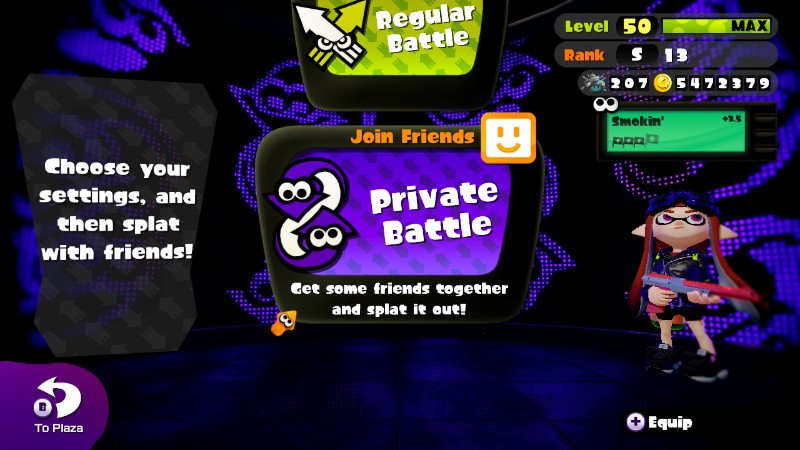 Regular
Battle
Level 50 MAX
Rank S 13
207 5472379
Smokin' +2.5
Join Friends
Private
Battle
Choose your
settings, and
then splat
with friends!
Get some friends together
and splat it out!
B
To Plaza
Equip